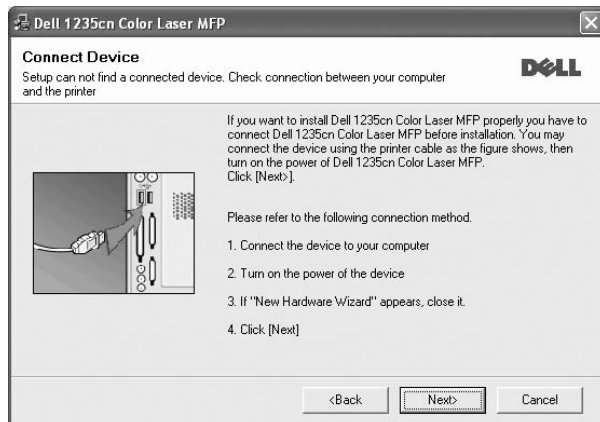 Dell 1235cn Color Laser MFP
Connect Device
Setup can not find a connected device. Check connection between your computer
and the printer
DELL
If you want to install Dell 1235cn Color Laser MFP properly you have to
connect Dell 1235cn Color Laser MFP before installation. You may
connect the device using the printer cable as the figure shows, then
turn on the power of Dell 1235cn Color Laser MFP.
Click [Next>].
Please refer to the following connection method.
1. Connect the device to your computer
2. Turn on the power of the device
3. If "New Hardware Wizard" appears, close it.
4. Click [Next]
<Back
Next>
Cancel